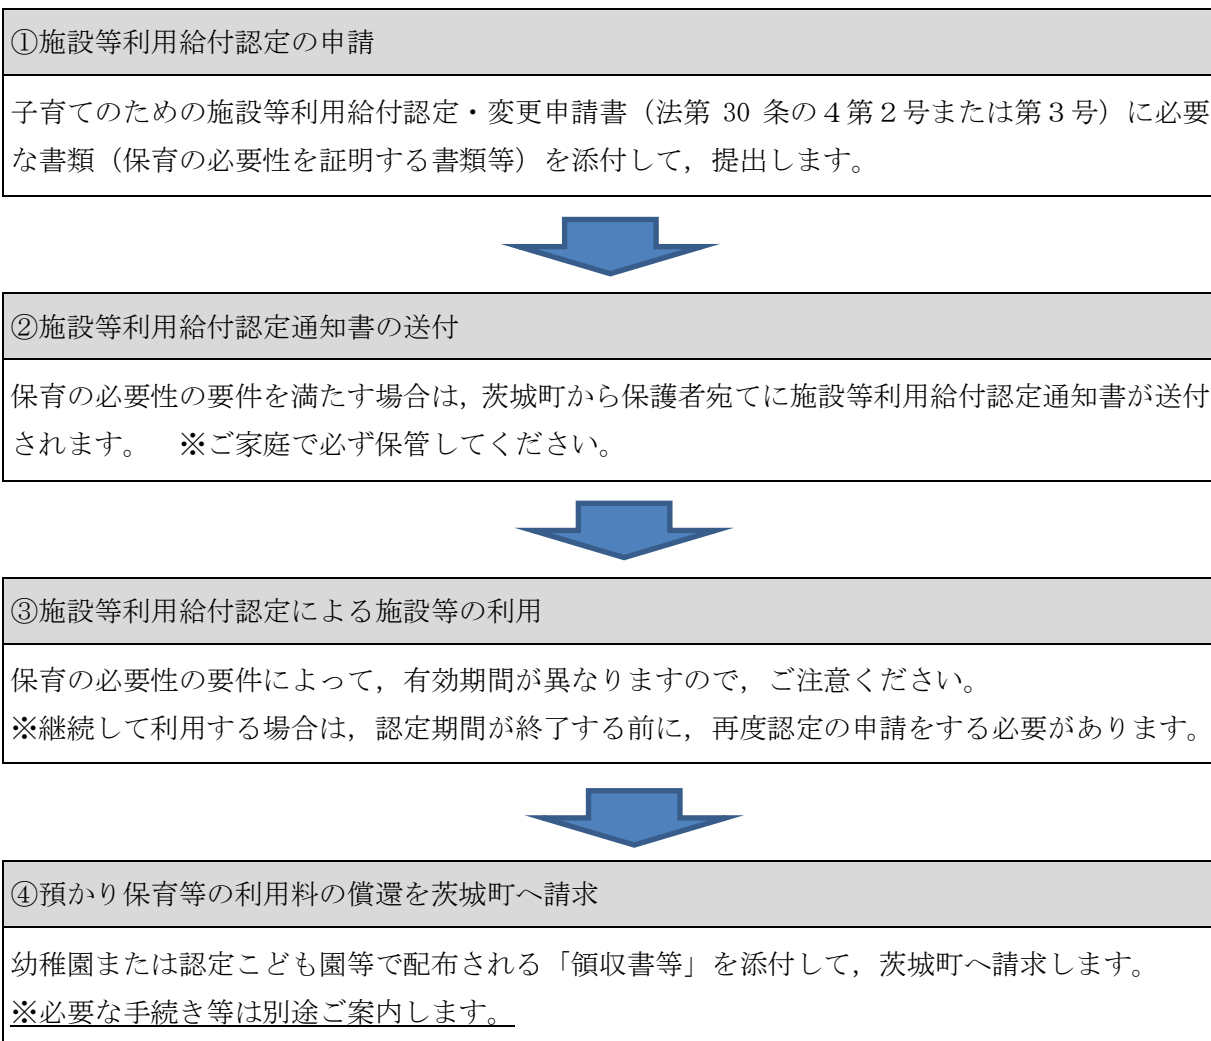 ①施設等利用給付認定の申請
子育てのための施設等利用給付認定・変更申請書（法第 30 条の４第２号または第３号）に必要
な書類（保育の必要性を証明する書類等）を添付して，提出します。
②施設等利用給付認定通知書の送付
保育の必要性の要件を満たす場合は，茨城町から保護者宛てに施設等利用給付認定通知書が送付
されます。　※ご家庭で必ず保管してください。
③施設等利用給付認定による施設等の利用
保育の必要性の要件によって，有効期間が異なりますので，ご注意ください。
※継続して利用する場合は，認定期間が終了する前に，再度認定の申請をする必要があります。
④預かり保育等の利用料の償還を茨城町へ請求
幼稚園または認定こども園等で配布される「領収書等」を添付して，茨城町へ請求します。
※必要な手続き等は別途ご案内します。